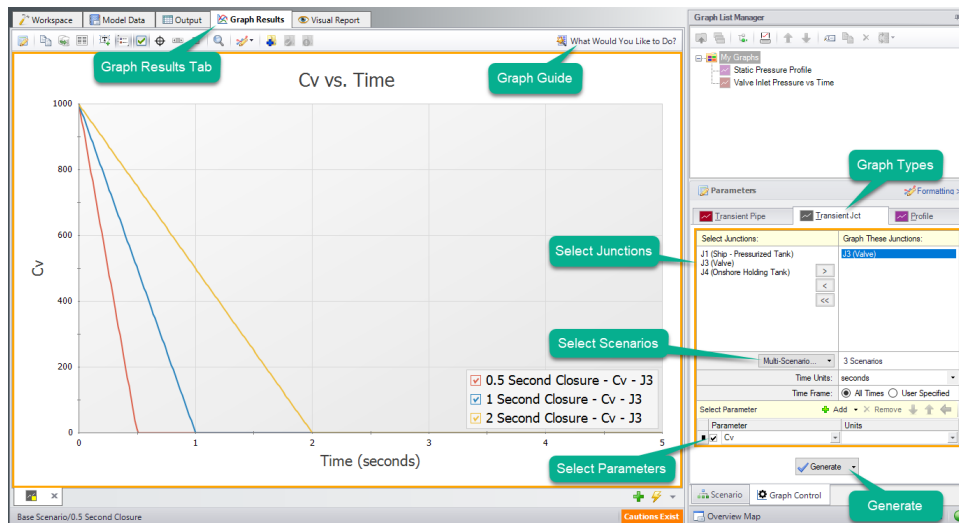 Workspace
Model Data
Output
Graph Results
Visual Report
What Would You Like to Do?
Graph Results Tab
Graph Guide
Cv vs. Time
1000
800
600
400
200
0
Cv
0
1
2
3
4
5
Time (seconds)
0.5 Second Closure - Cv - J3
1 Second Closure - Cv - J3
2 Second Closure - Cv - J3
Base Scenario/0.5 Second Closure
Cautions Exist
Graph List Manager
My Graphs
Static Pressure Profile
Valve Inlet Pressure vs Time
Graph Types
Parameters
Formatting >
Transient Pipe
Transient Jct
Profile
Select Junctions:
Graph These Junctions:
J1 (Ship - Pressurized Tank)
J3 (Valve)
J4 (Onshore Holding Tank)
J3 (Valve)
>
<
<<
Select Junctions
Select Scenarios
Multi-Scenario...
3 Scenarios
Time Units:
seconds
Time Frame:
All Times
User Specified
Select Parameter
Add
Remove
Parameter
Units
Cv
Select Parameters
Generate
Generate
Scenario
Graph Control
Overview Map